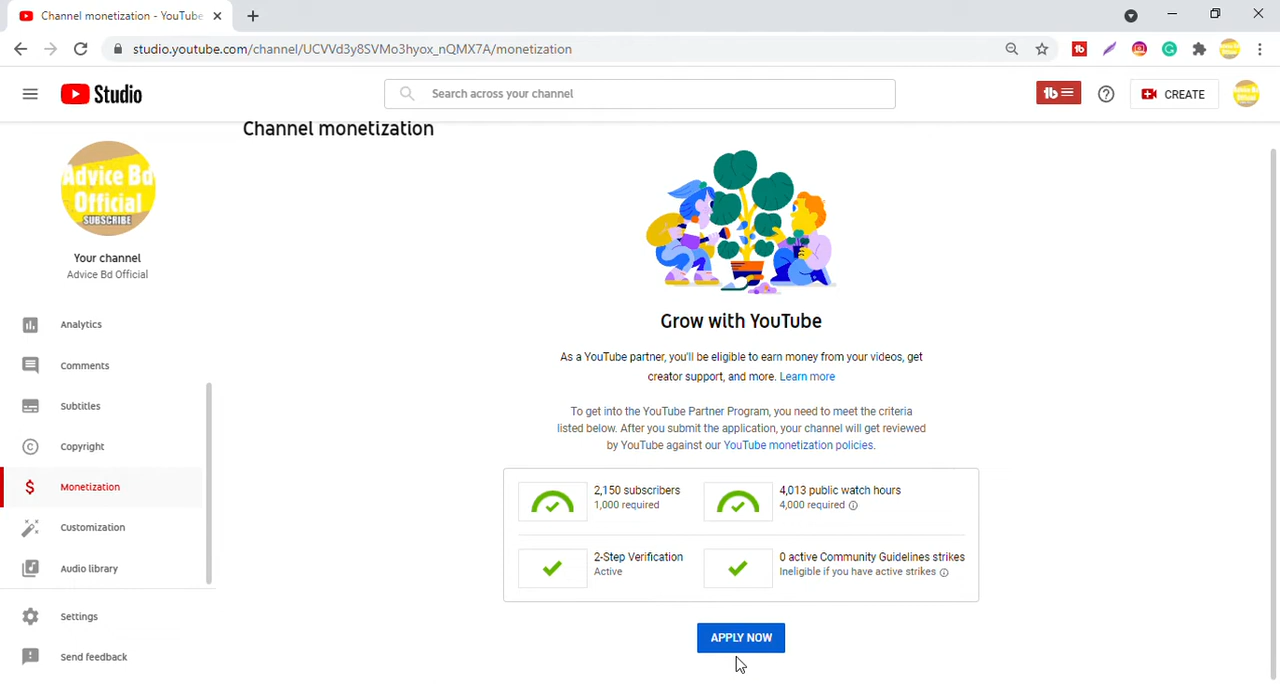 Channel monetization - YouTube
studio.youtube.com/channel/UCVVd3y8SVMo3hyox_nQMX7A/monetization
Studio
Search across your channel
CREATE
Channel monetization
Advice Bd
Official
SUBSCRIBE
Your channel
Advice Bd Official
Analytics
Comments
Subtitles
Copyright
Monetization
Customization
Audio library
Settings
Send feedback
Grow with YouTube
As a YouTube partner, you'll be eligible to earn money from your videos, get
creator support, and more. Learn more
To get into the YouTube Partner Program, you need to meet the criteria
listed below. After you submit the application, your channel will get reviewed
by YouTube against our YouTube monetization policies.
2,150 subscribers
1,000 required
4,013 public watch hours
4,000 required
2-Step Verification
Active
0 active Community Guidelines strikes
Ineligible if you have active strikes
APPLY NOW